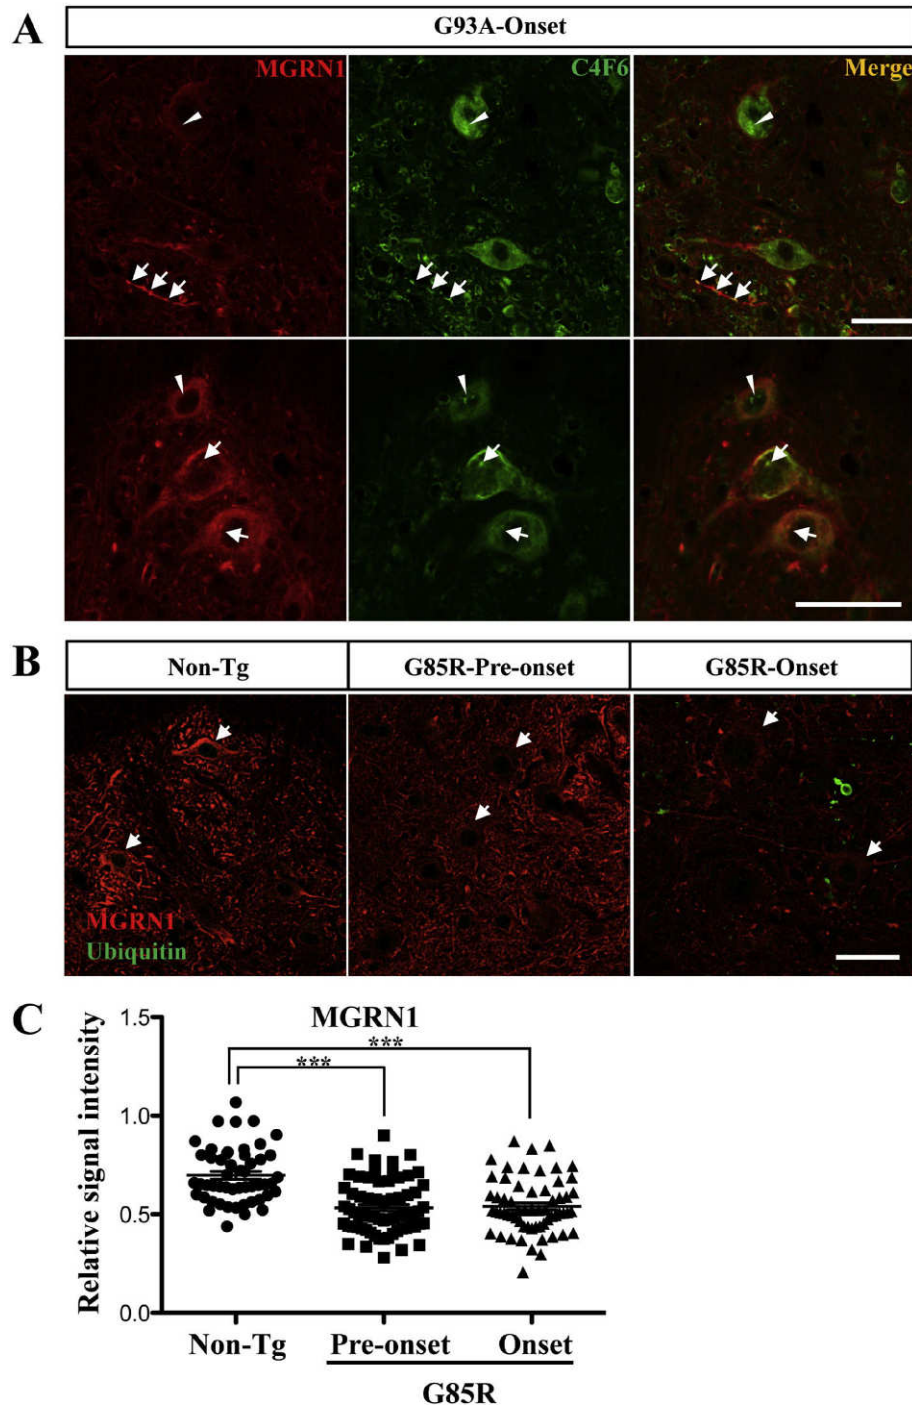 A
G93A-Onset
MGRN1
C4F6
Merge
B
Non-Tg
G85R-Pre-onset
G85R-Onset
MGRN1
Ubiquitin
C
MGRN1
***
***
Relative signal intensity
1.5
1.0
0.5
0.0
Non-Tg
Pre-onset
Onset
G85R